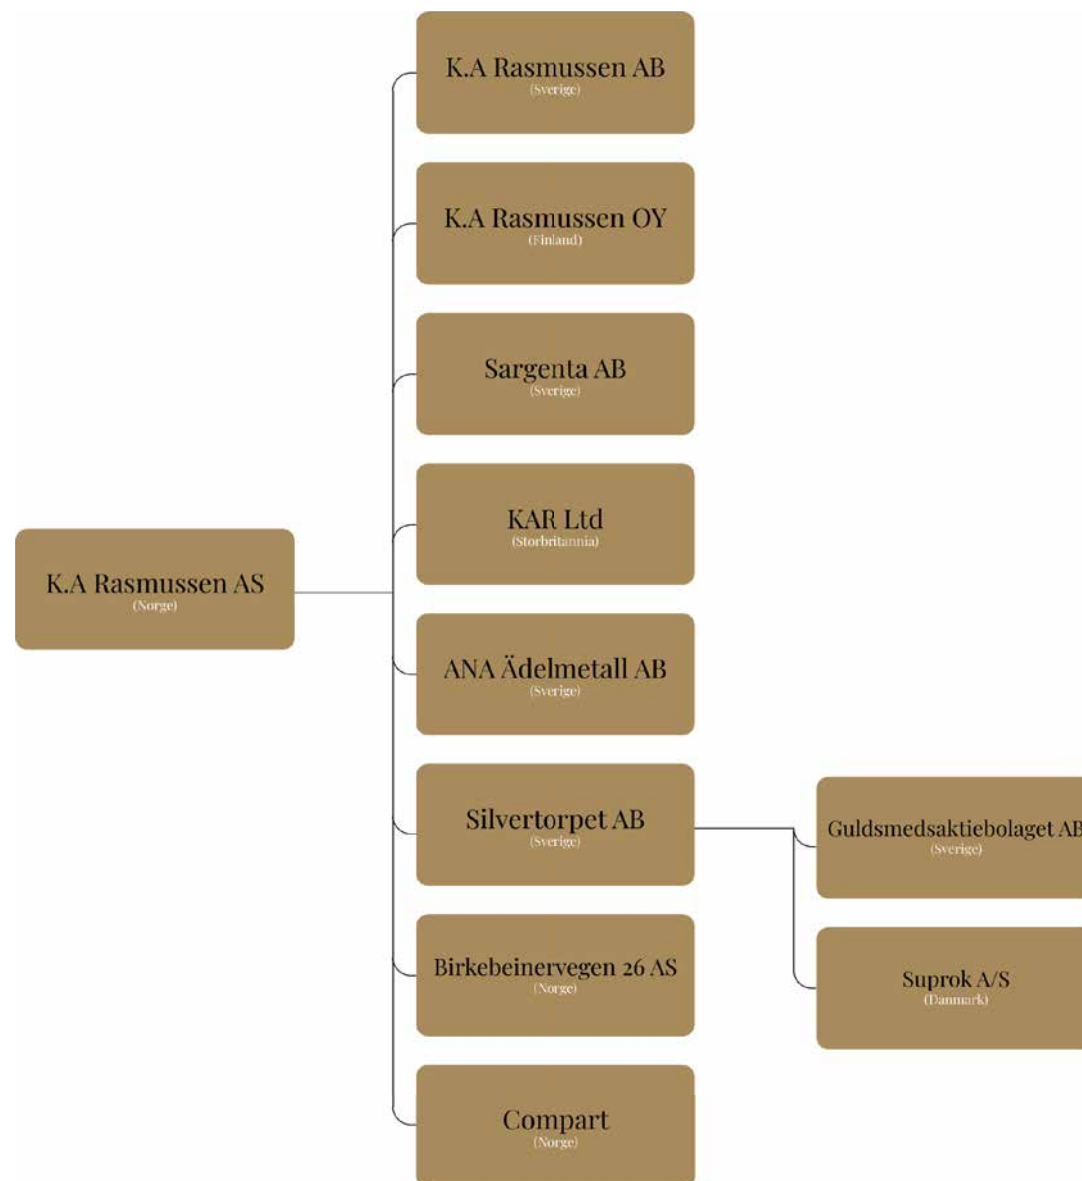 K.A Rasmussen AB
(Sverige)
K.A Rasmussen OY
(Finland)
Sargenta AB
(Sverige)
KAR Ltd
(Storbritannia)
K.A Rasmussen AS
(Norge)
ANA Ädelmetall AB
(Sverige)
Silvertorpet AB
(Sverige)
Guldsmedsaktiebolaget AB
(Sverige)
Birkebeinervegen 26 AS
(Norge)
Suprok A/S
(Danmark)
Compart
(Norge)